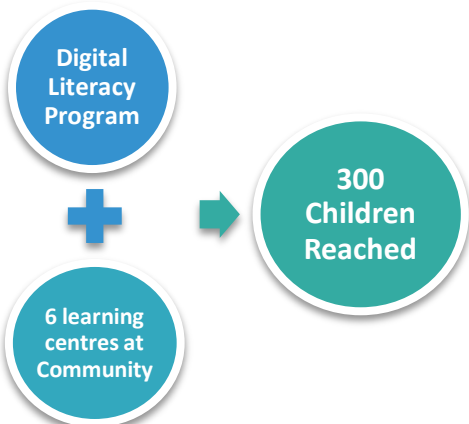 Digital
Literacy
Program
300
Children
Reached
6 learning
centres at
Community